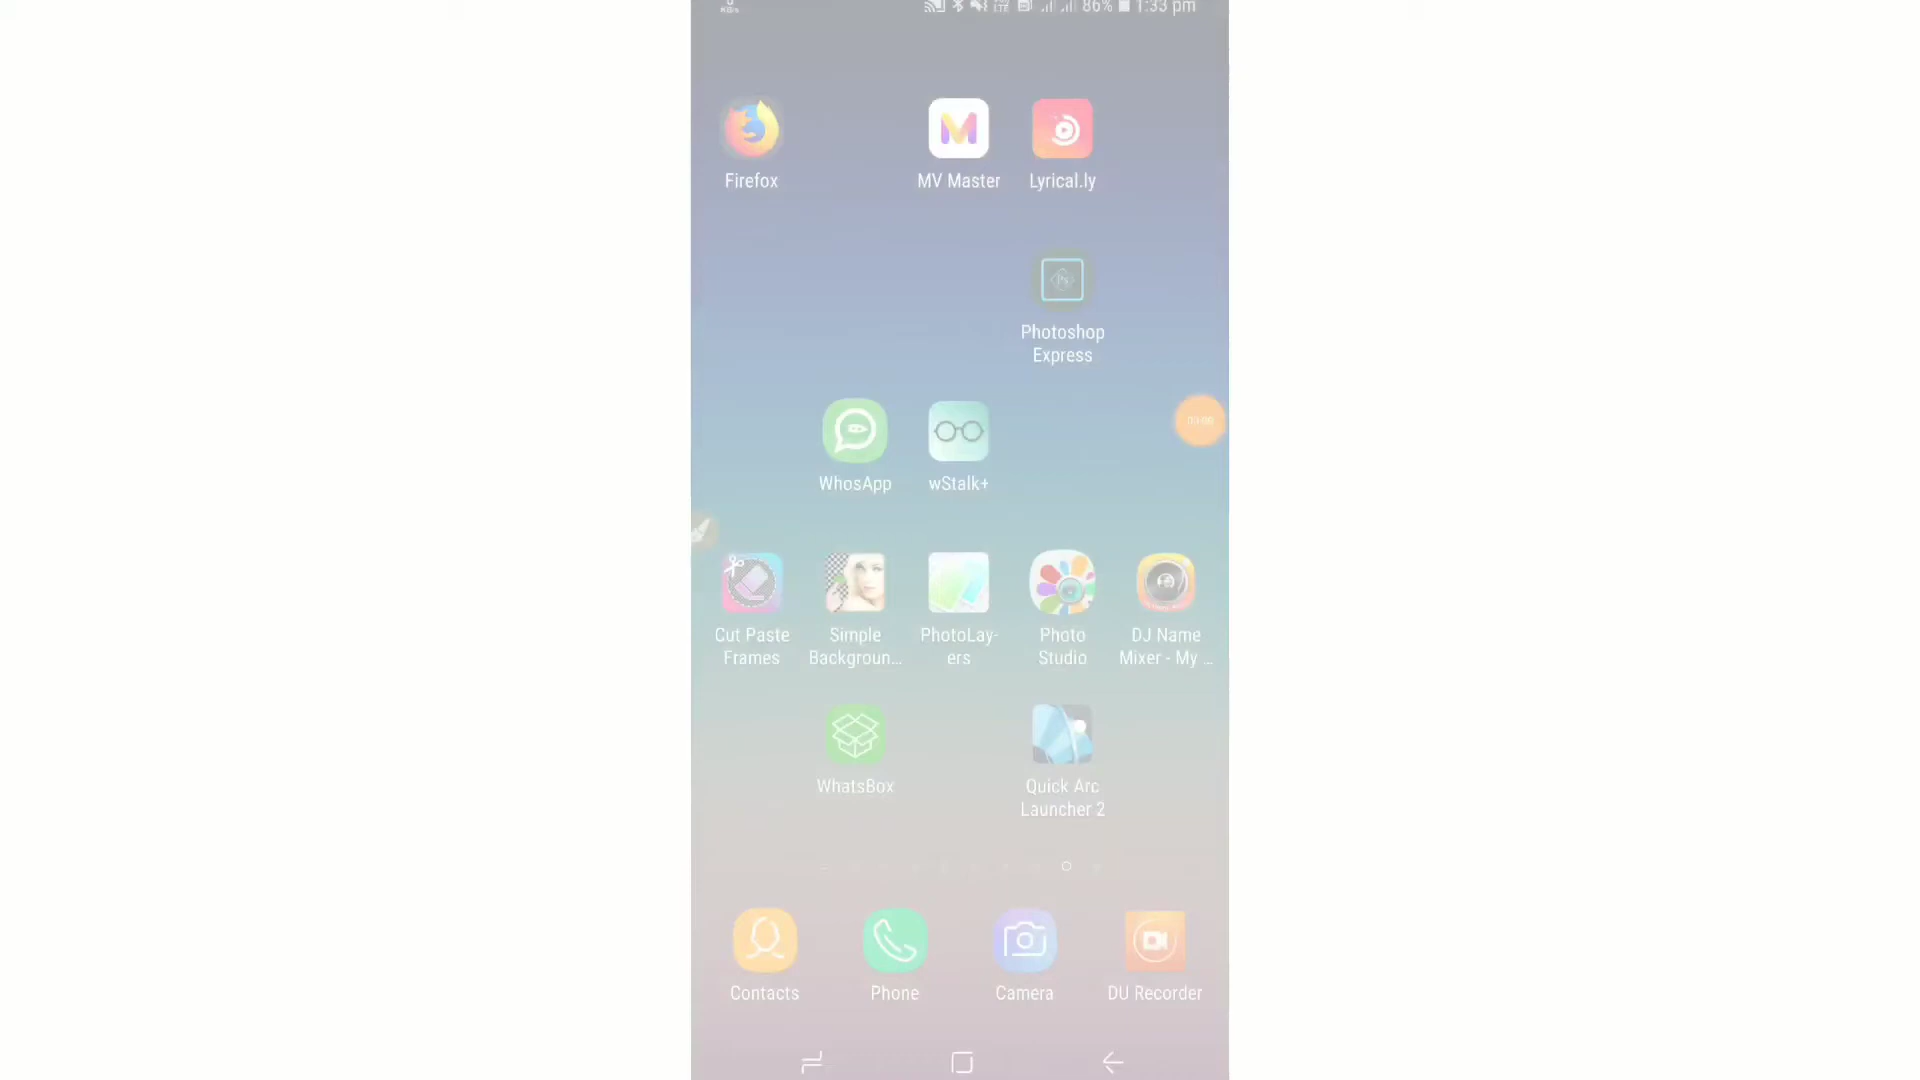 KB/s 86% 1:33 pm
Firefox
MV Master
Lyrical.ly
Photoshop
Express
WhosApp
wStalk+
Cut Paste
Frames
Simple
Backgroun...
PhotoLay-
ers
Photo
Studio
DJ Name
Mixer - My ...
WhatsBox
Quick Arc
Launcher 2
Contacts
Phone
Camera
DU Recorder